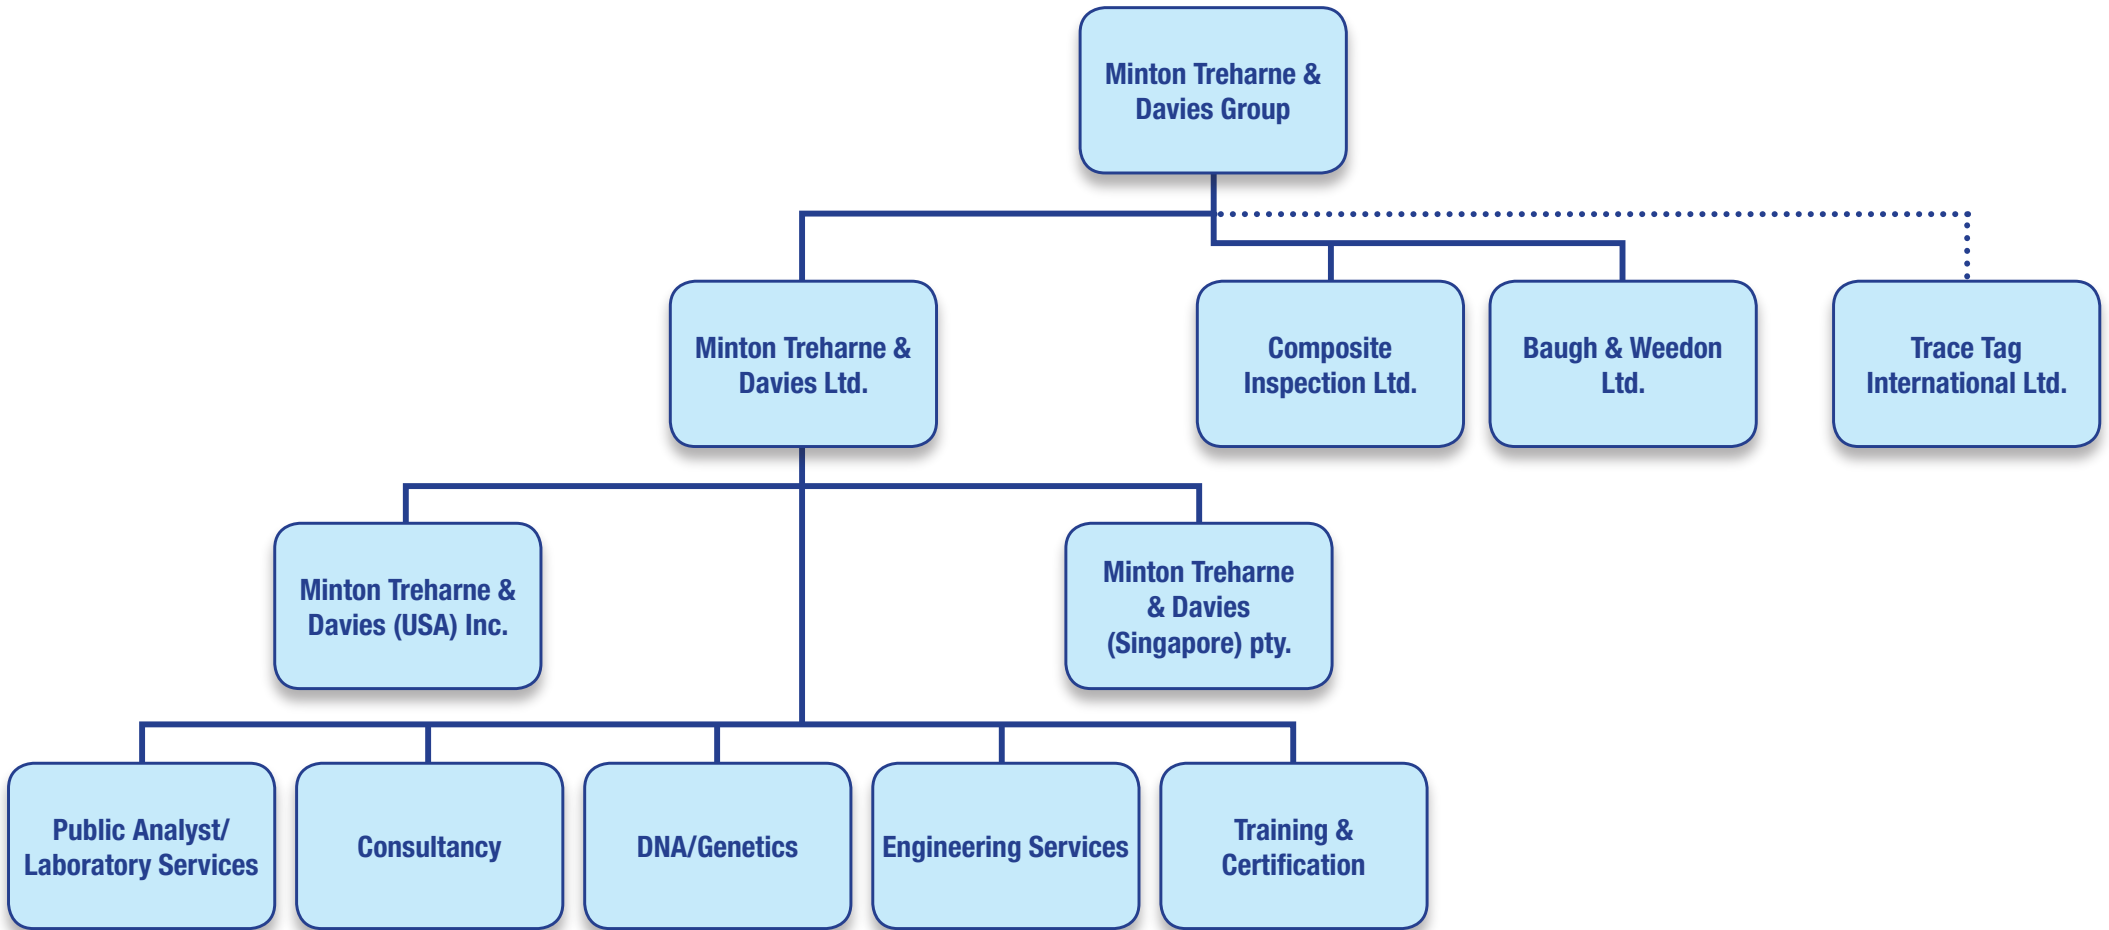 Minton Treharne &
Davies Group
Minton Treharne &
Davies Ltd.
Composite
Inspection Ltd.
Baugh & Weedon
Ltd.
Trace Tag
International Ltd.
Minton Treharne &
Davies (USA) Inc.
Minton Treharne
& Davies
(Singapore) pty.
Public Analyst/
Laboratory Services
Consultancy
DNA/Genetics
Engineering Services
Training &
Certification